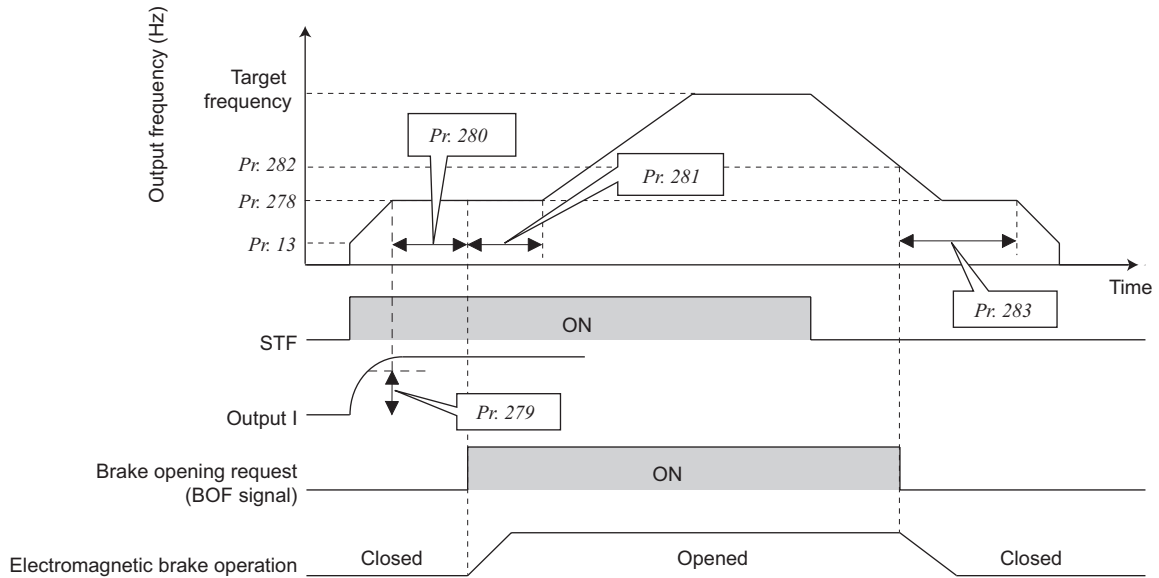 Output frequency (Hz)
Target
frequency
Pr. 280
Pr. 282
Pr. 281
Pr. 278
Pr. 13
Time
Pr. 283
ON
STF
Pr. 279
Output I
Brake opening request
(BOF signal)
ON
Electromagnetic brake operation
Closed
Opened
Closed